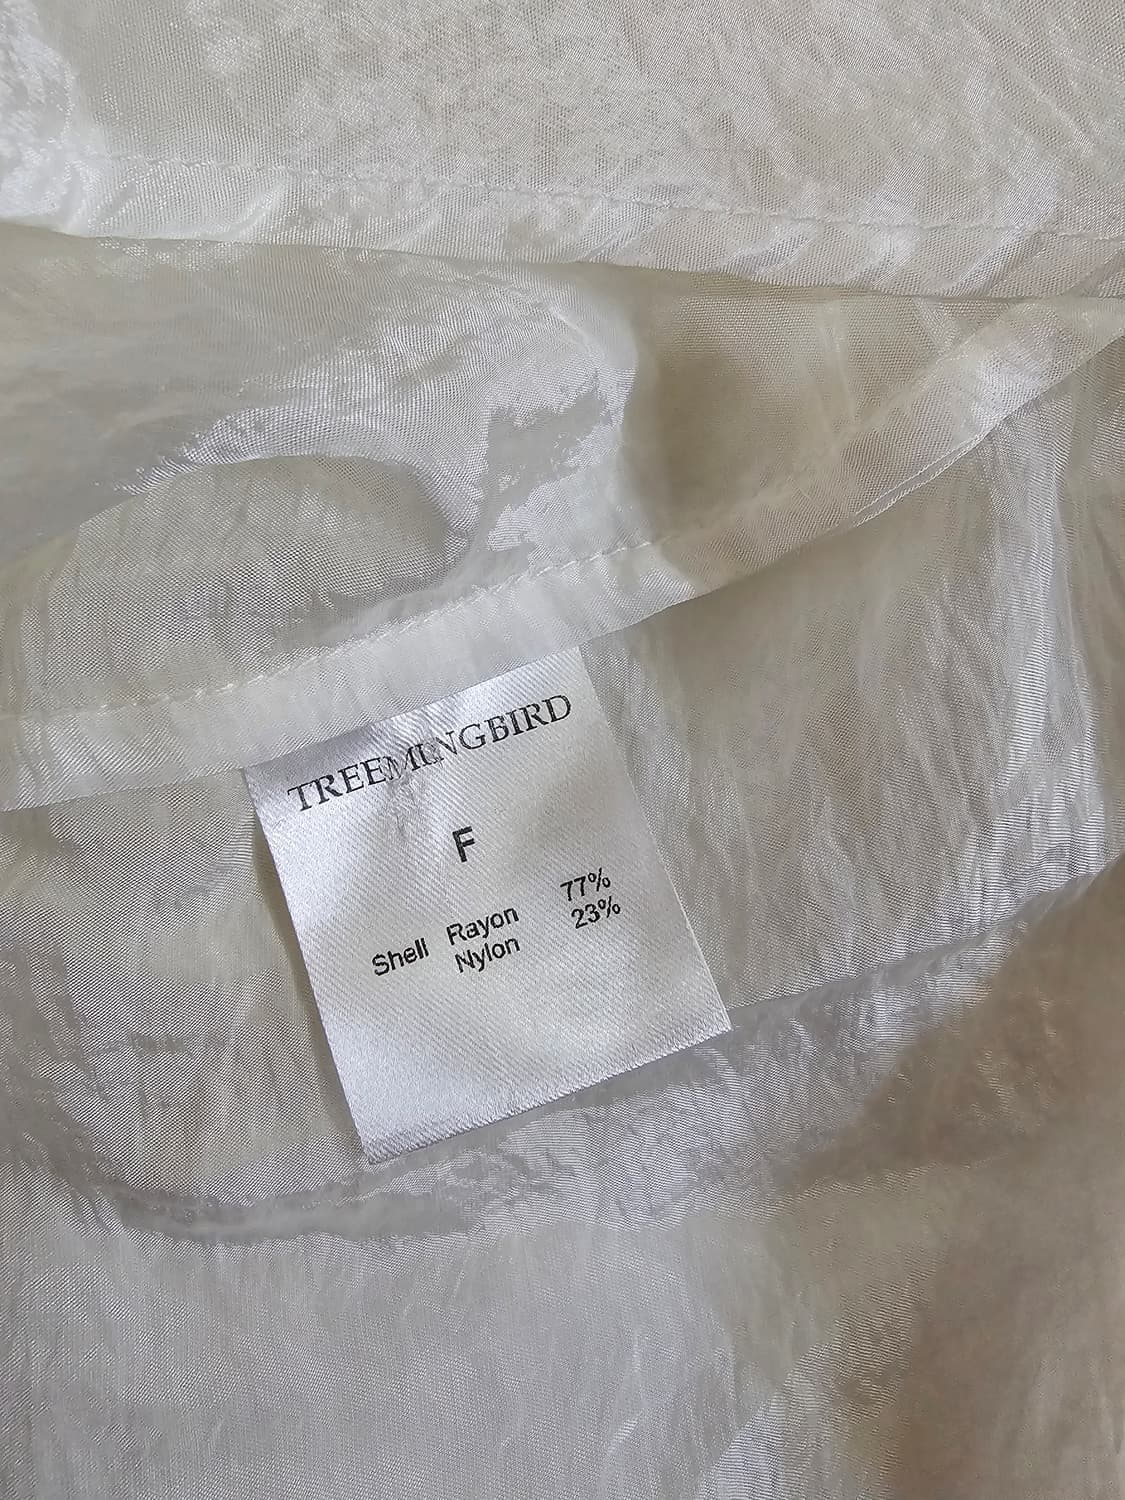 TREEMINGBIRD
F
Shell Rayon 77%
Nylon 23%